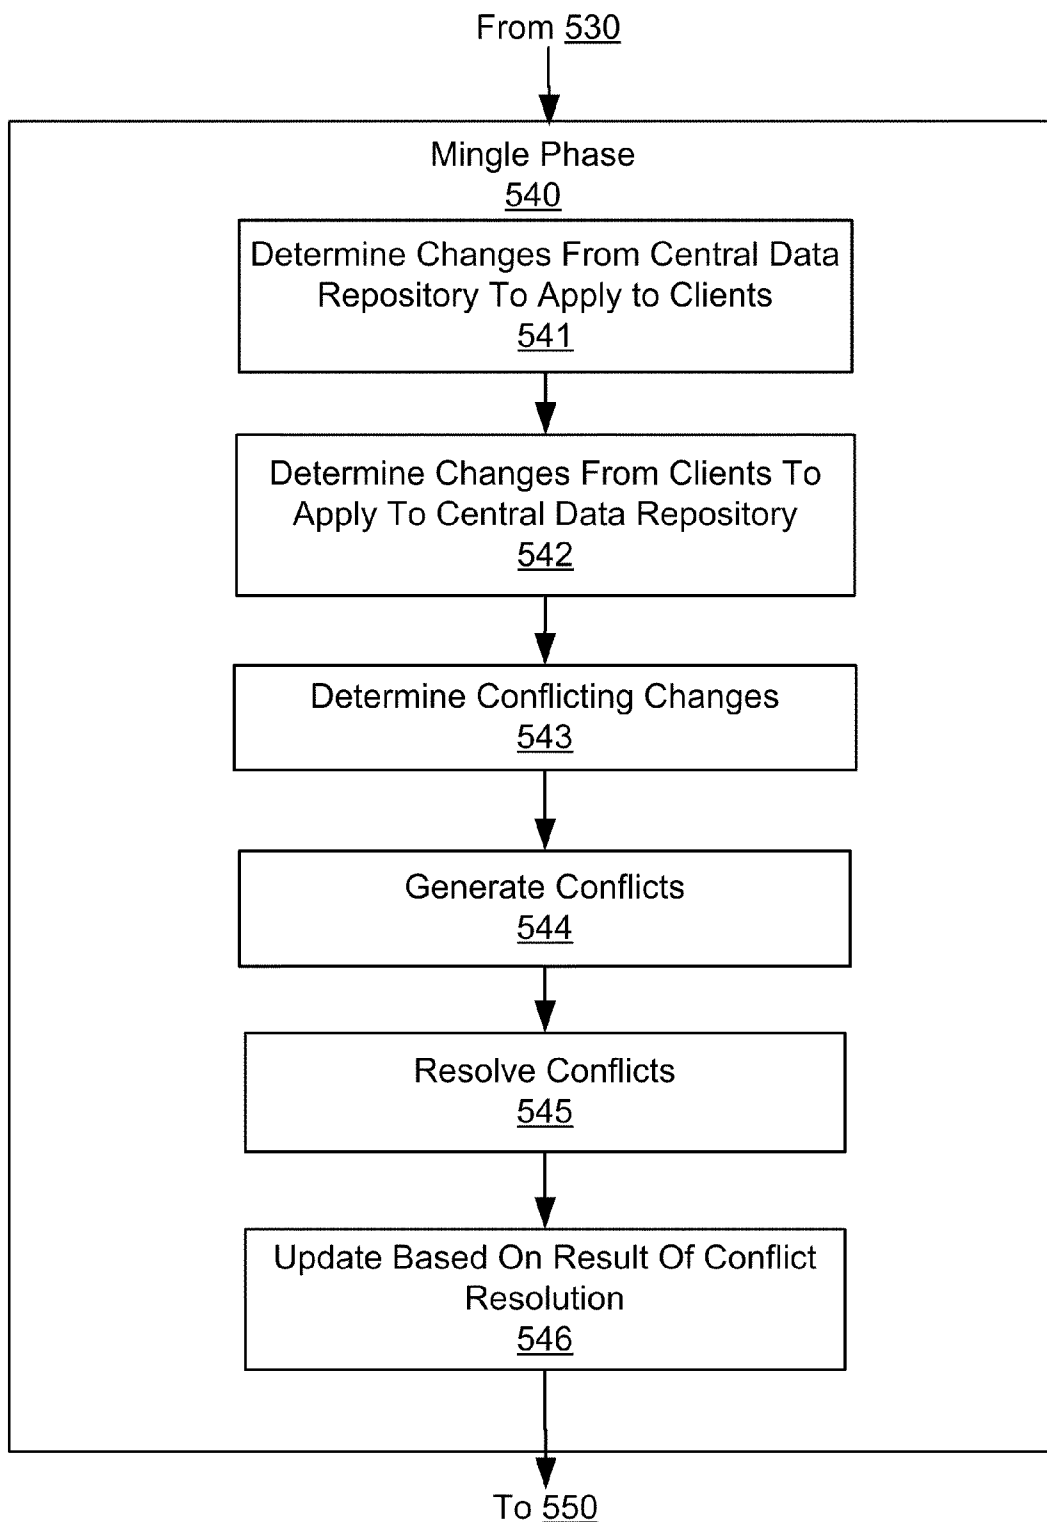 From 530
Mingle Phase
540
Determine Changes From Central Data
Repository To Apply to Clients
541
Determine Changes From Clients To
Apply To Central Data Repository
542
Determine Conflicting Changes
543
Generate Conflicts
544
Resolve Conflicts
545
Update Based On Result Of Conflict
Resolution
546
To 550